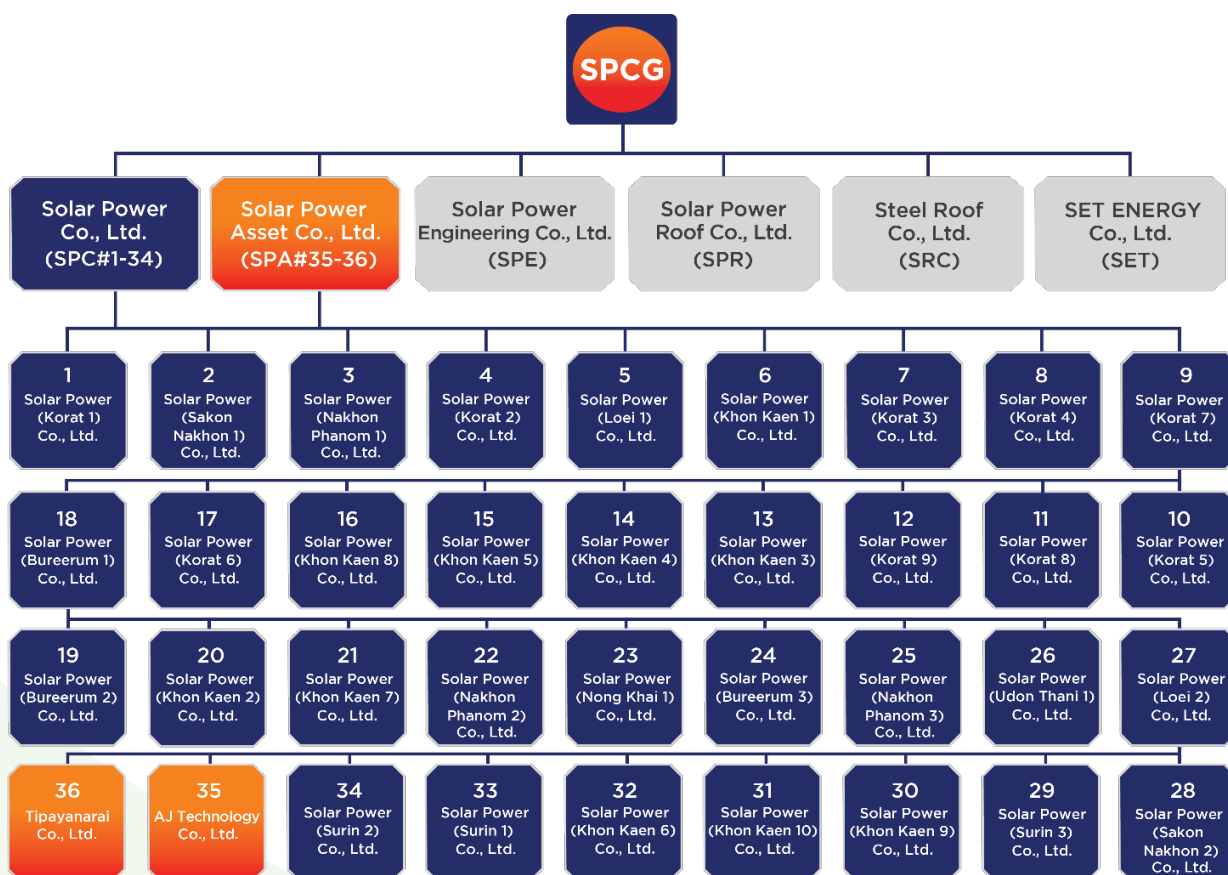 SPCG
Solar Power
Co., Ltd.
(SPC#1-34)
Solar Power
Asset Co., Ltd.
(SPA#35-36)
Solar Power
Engineering Co., Ltd.
(SPE)
Solar Power
Roof Co., Ltd.
(SPR)
Steel Roof
Co., Ltd.
(SRC)
SET ENERGY
Co., Ltd.
(SET)
1
Solar Power
(Korat 1)
Co., Ltd.
2
Solar Power
(Sakon
Nakhon 1)
Co., Ltd.
3
Solar Power
(Nakhon
Phanom 1)
Co., Ltd.
4
Solar Power
(Korat 2)
Co., Ltd.
5
Solar Power
(Loei 1)
Co., Ltd.
6
Solar Power
(Khon Kaen 1)
Co., Ltd.
7
Solar Power
(Korat 3)
Co., Ltd.
8
Solar Power
(Korat 4)
Co., Ltd.
9
Solar Power
(Korat 7)
Co., Ltd.
18
Solar Power
(Bureerum 1)
Co., Ltd.
17
Solar Power
(Korat 6)
Co., Ltd.
16
Solar Power
(Khon Kaen 8)
Co., Ltd.
15
Solar Power
(Khon Kaen 5)
Co., Ltd.
14
Solar Power
(Khon Kaen 4)
Co., Ltd.
13
Solar Power
(Khon Kaen 3)
Co., Ltd.
12
Solar Power
(Korat 9)
Co., Ltd.
11
Solar Power
(Korat 8)
Co., Ltd.
10
Solar Power
(Korat 5)
Co., Ltd.
19
Solar Power
(Bureerum 2)
Co., Ltd.
20
Solar Power
(Khon Kaen 2)
Co., Ltd.
21
Solar Power
(Khon Kaen 7)
Co., Ltd.
22
Solar Power
(Nakhon
Phanom 2)
Co., Ltd.
23
Solar Power
(Nong Khai 1)
Co., Ltd.
24
Solar Power
(Bureerum 3)
Co., Ltd.
25
Solar Power
(Nakhon
Phanom 3)
Co., Ltd.
26
Solar Power
(Udon Thani 1)
Co., Ltd.
27
Solar Power
(Loei 2)
Co., Ltd.
36
Tipayanarai
Co., Ltd.
35
AJ Technology
Co., Ltd.
34
Solar Power
(Surin 2)
Co., Ltd.
33
Solar Power
(Surin 1)
Co., Ltd.
32
Solar Power
(Khon Kaen 6)
Co., Ltd.
31
Solar Power
(Khon Kaen 10)
Co., Ltd.
30
Solar Power
(Khon Kaen 9)
Co., Ltd.
29
Solar Power
(Surin 3)
Co., Ltd.
28
Solar Power
(Sakon
Nakhon 2)
Co., Ltd.